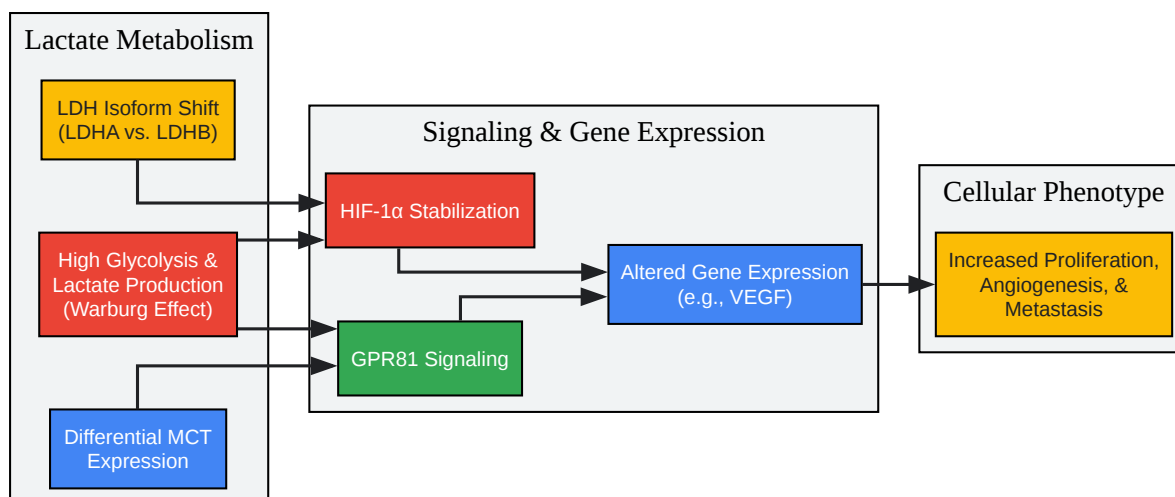 Lactate Metabolism
LDH Isoform Shift
(LDHA vs. LDHB)
High Glycolysis &
Lactate Production
(Warburg Effect)
Differential MCT
Expression
Signaling & Gene Expression
HIF-1α Stabilization
GPR81 Signaling
Altered Gene Expression
(e.g., VEGF)
Cellular Phenotype
Increased Proliferation,
Angiogenesis, &
Metastasis